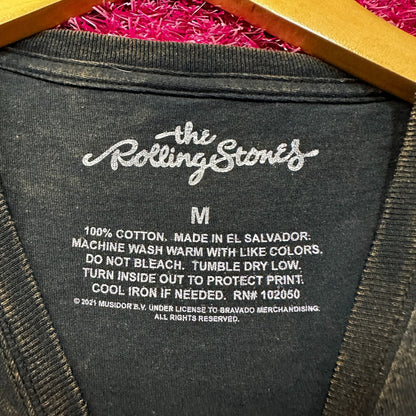 the
Rolling Stones
M
100% COTTON. MADE IN EL SALVADOR.
MACHINE WASH WARM WITH LIKE COLORS.
DO NOT BLEACH. TUMBLE DRY LOW.
TURN INSIDE OUT TO PROTECT PRINT.
COOL IRON IF NEEDED. RN# 102050
© 2021 MUSIDOR B.V. UNDER LICENSE TO BRAVADO MERCHANDISING.
ALL RIGHTS RESERVED.